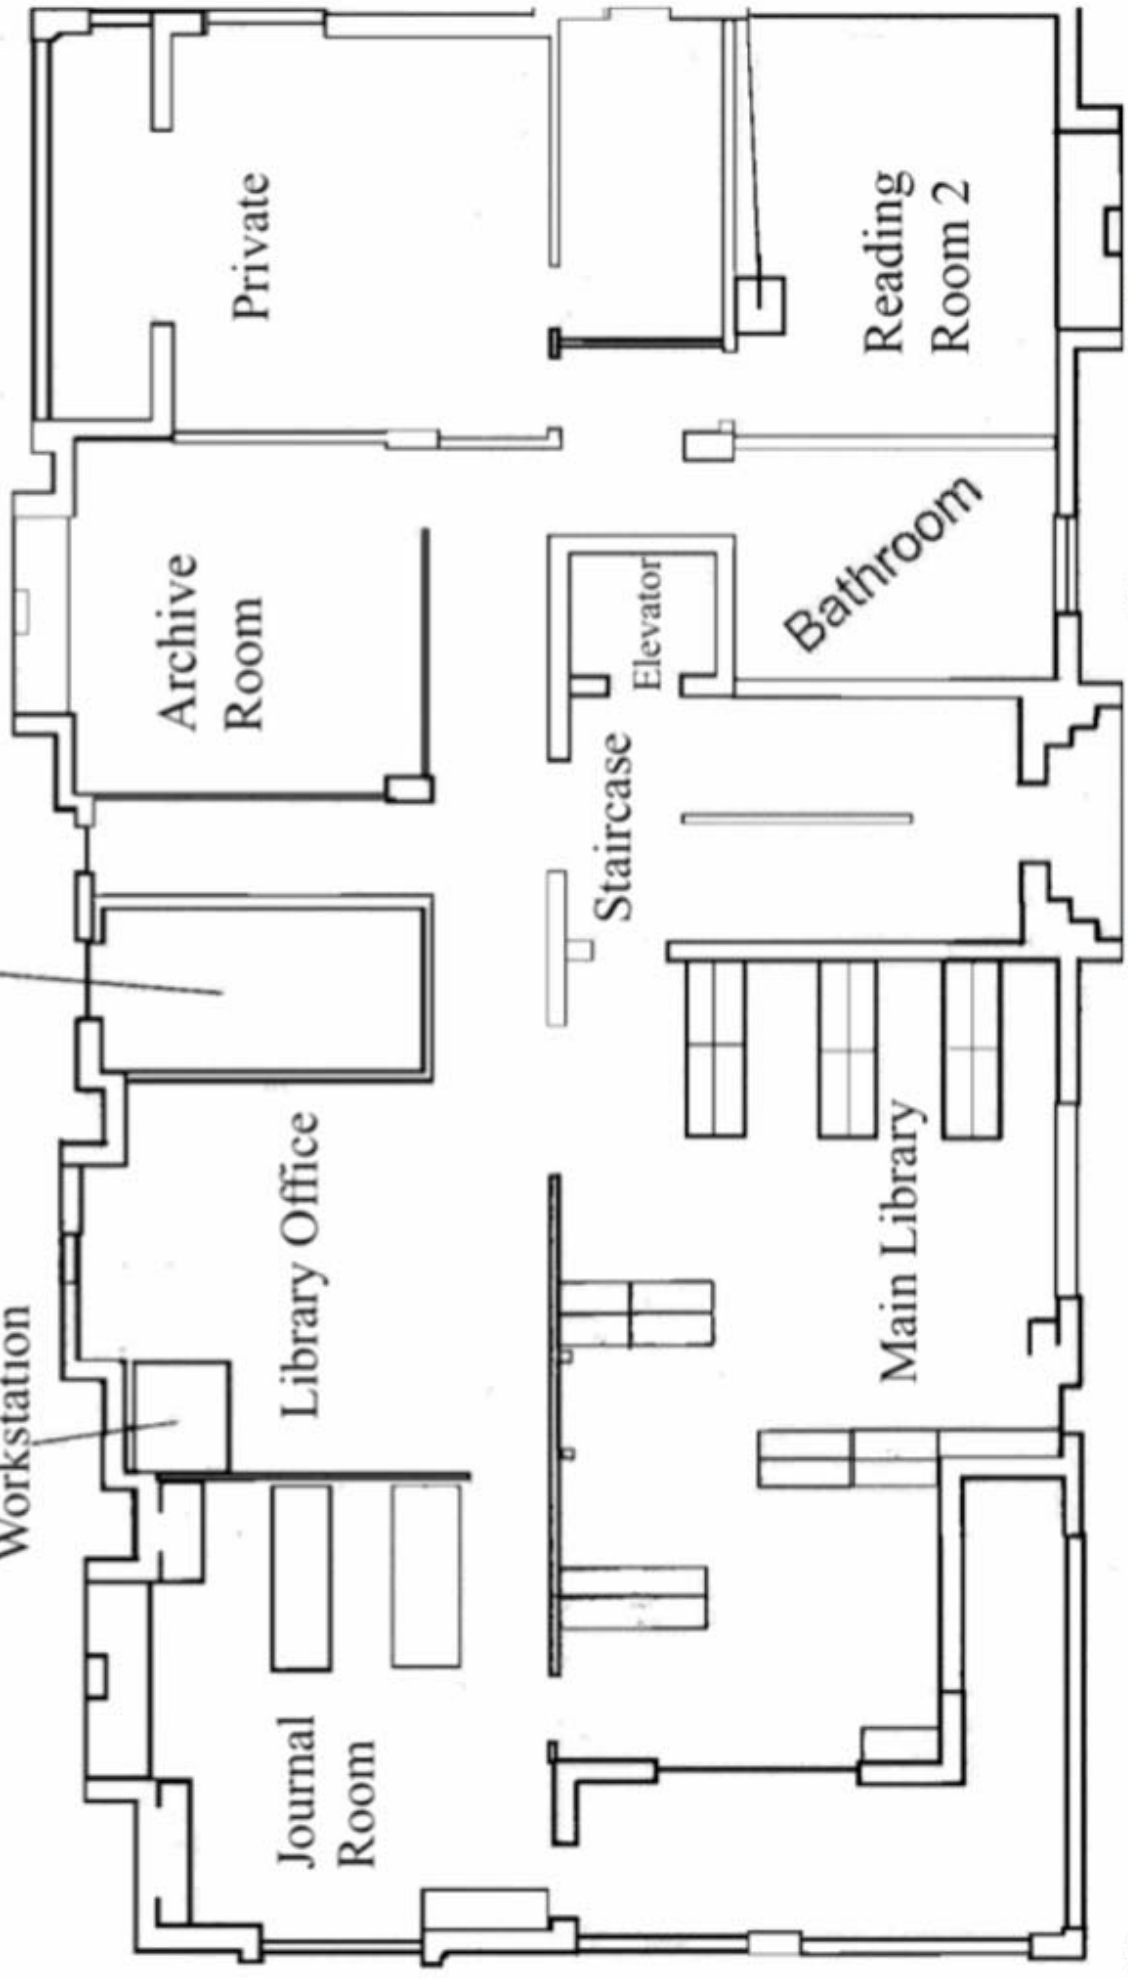 Workstation
Journal
Room
Library Office
Archive
Room
Private
Staircase
Elevator
Main Library
Bathroom
Reading
Room 2